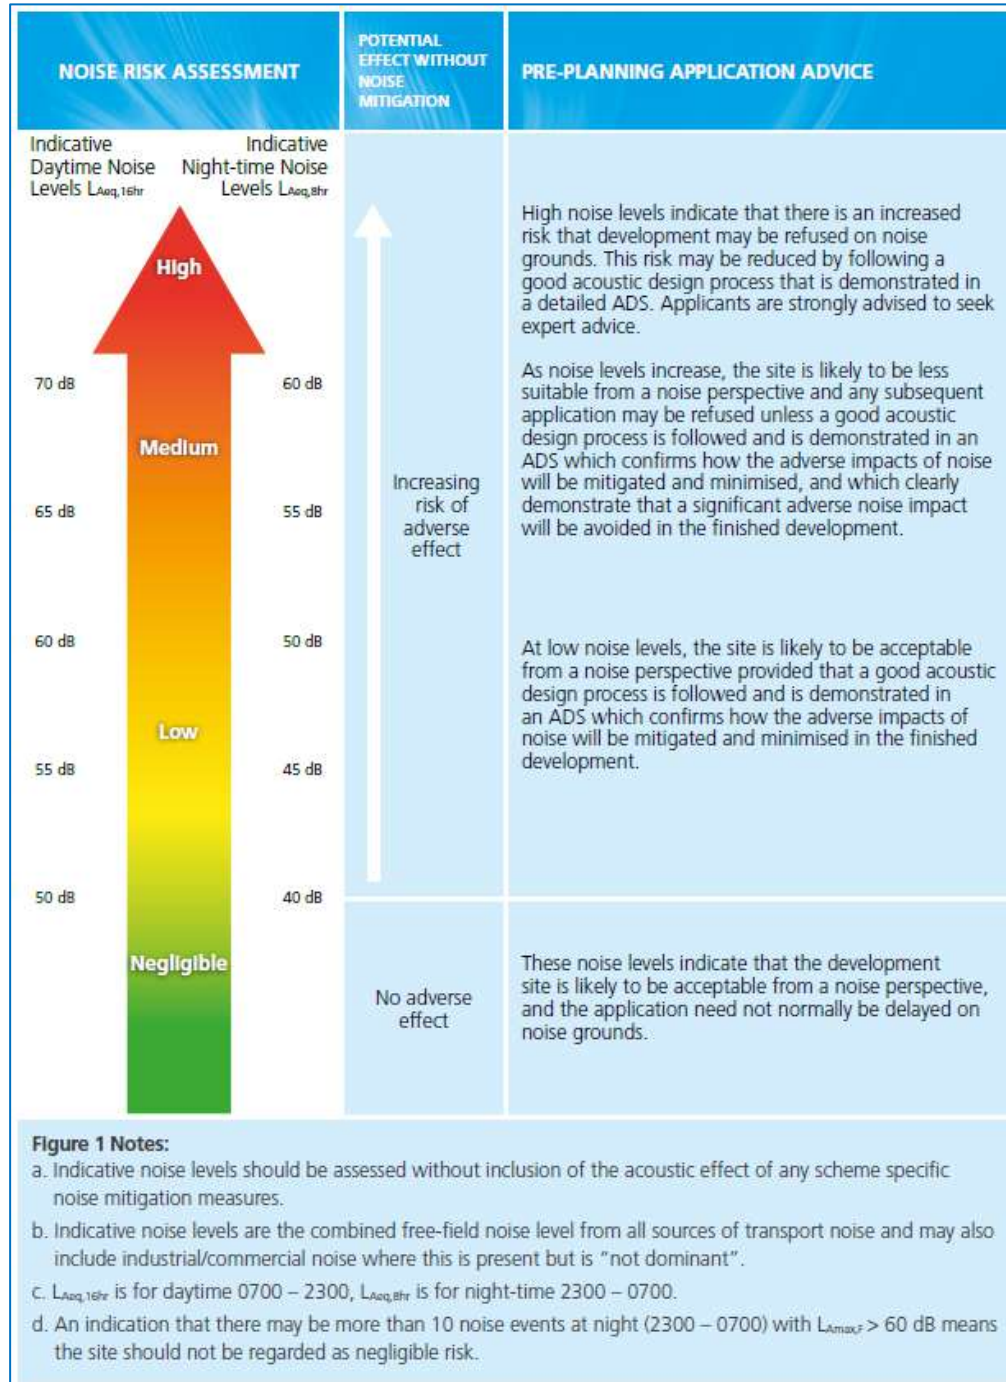 NOISE RISK ASSESSMENT
POTENTIAL
EFFECT WITHOUT
NOISE
MITIGATION
PRE-PLANNING APPLICATION ADVICE
Indicative
Daytime Noise
Levels LAeq,16hr
Indicative
Night-time Noise
Levels LAeq,8hr
High
70 dB
60 dB
Medium
65 dB
55 dB
60 dB
50 dB
Low
55 dB
45 dB
50 dB
40 dB
Negligible
Increasing
risk of
adverse
effect
No adverse
effect
High noise levels indicate that there is an increased
risk that development may be refused on noise
grounds. This risk may be reduced by following a
good acoustic design process that is demonstrated in
a detailed ADS. Applicants are strongly advised to seek
expert advice.
As noise levels increase, the site is likely to be less
suitable from a noise perspective and any subsequent
application may be refused unless a good acoustic
design process is followed and is demonstrated in an
ADS which confirms how the adverse impacts of noise
will be mitigated and minimised, and which clearly
demonstrate that a significant adverse noise impact
will be avoided in the finished development.
At low noise levels, the site is likely to be acceptable
from a noise perspective provided that a good acoustic
design process is followed and is demonstrated in
an ADS which confirms how the adverse impacts of
noise will be mitigated and minimised in the finished
development.
These noise levels indicate that the development
site is likely to be acceptable from a noise perspective,
and the application need not normally be delayed on
noise grounds.
Figure 1 Notes:
a. Indicative noise levels should be assessed without inclusion of the acoustic effect of any scheme specific
noise mitigation measures.
b. Indicative noise levels are the combined free-field noise level from all sources of transport noise and may also
include industrial/commercial noise where this is present but is “not dominant”.
c. LAeq,16hr is for daytime 0700 – 2300, LAeq,8hr is for night-time 2300 – 0700.
d. An indication that there may be more than 10 noise events at night (2300 – 0700) with LAmax,F > 60 dB means
the site should not be regarded as negligible risk.